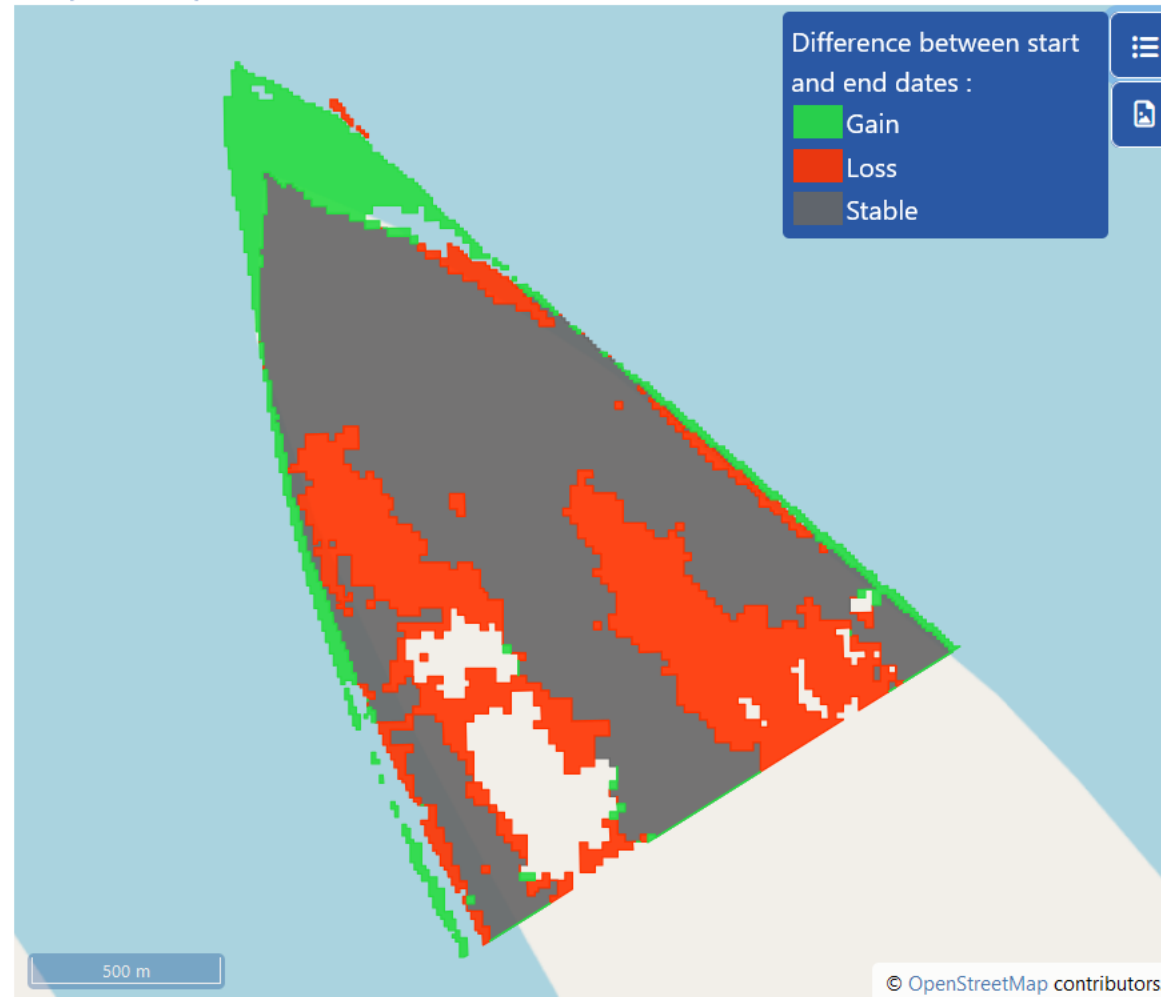 Difference between start
and end dates :
Gain
Loss
Stable
500 m
© OpenStreetMap contributors